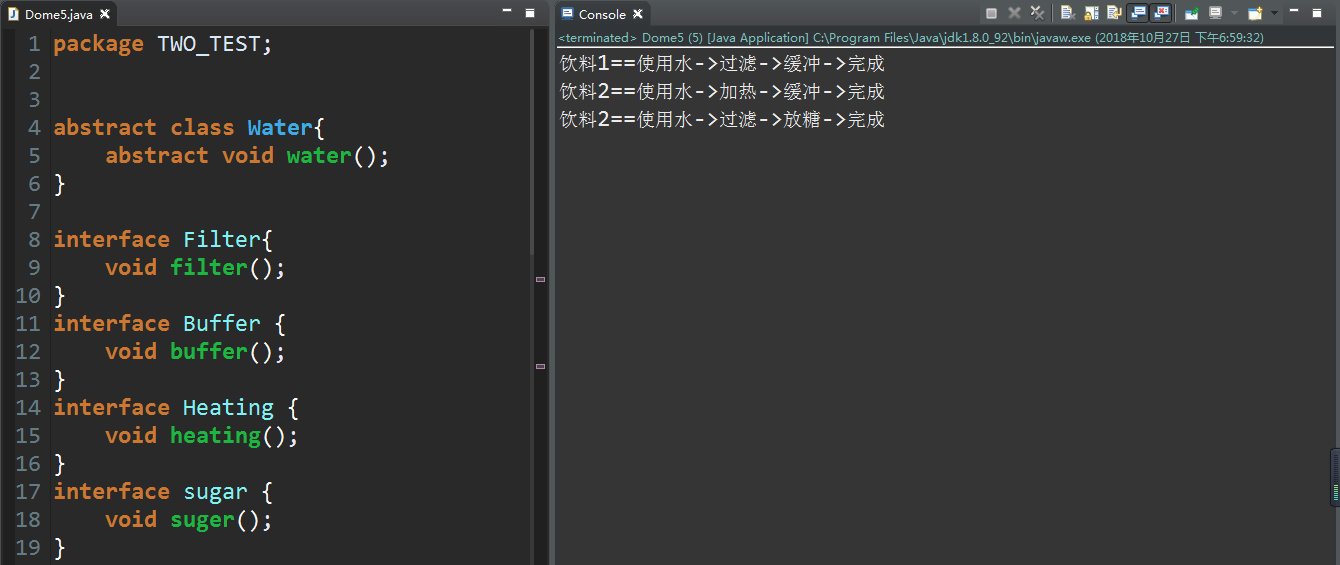 Dome5.java
1 package TWO_TEST;
2
3
4 abstract class Water{
5 abstract void water();
6 }
7
8 interface Filter{
9 void filter();
10 }
11 interface Buffer {
12 void buffer();
13 }
14 interface Heating {
15 void heating();
16 }
17 interface sugar {
18 void suger();
19 }
Console
<terminated> Dome5 (5) [Java Application] C:\Program Files\Java\jdk1.8.0_92\bin\javaw.exe (2018年10月27日 下午6:59:32)
饮料1==使用水->过滤->缓冲->完成
饮料2==使用水->加热->缓冲->完成
饮料2==使用水->过滤->放糖->完成